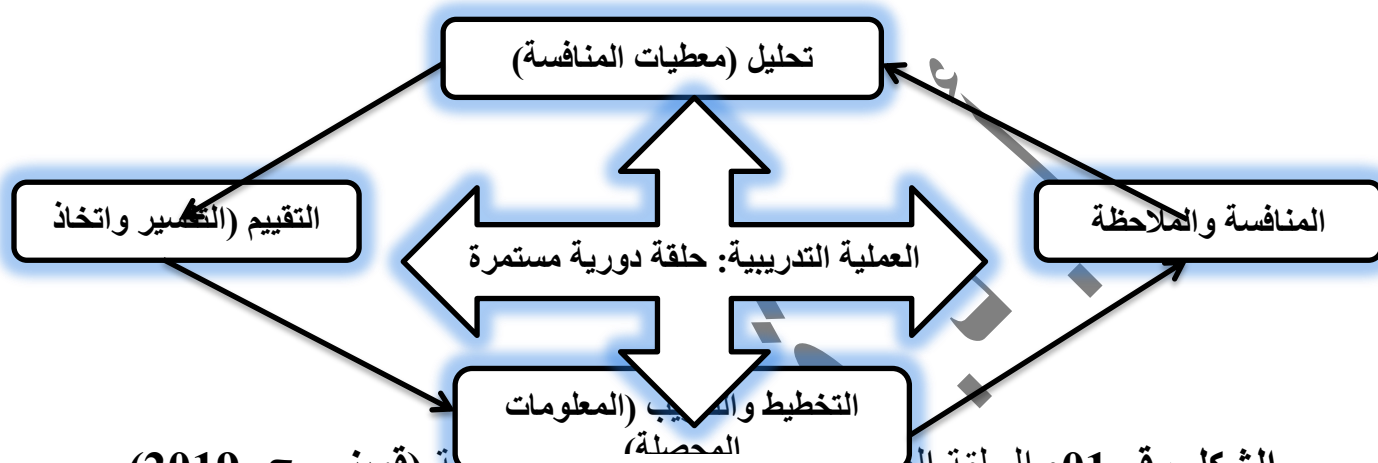 تحليل (معطيات المنافسة)
المنافسة والملاحظة
التقييم (التفسير واتخاذ
العملية التدريبية: حلقة دورية مستمرة
التخطيط والتدريب (المعلومات
المحصلة)
الشكل رقم 01: الحلقة
2019)